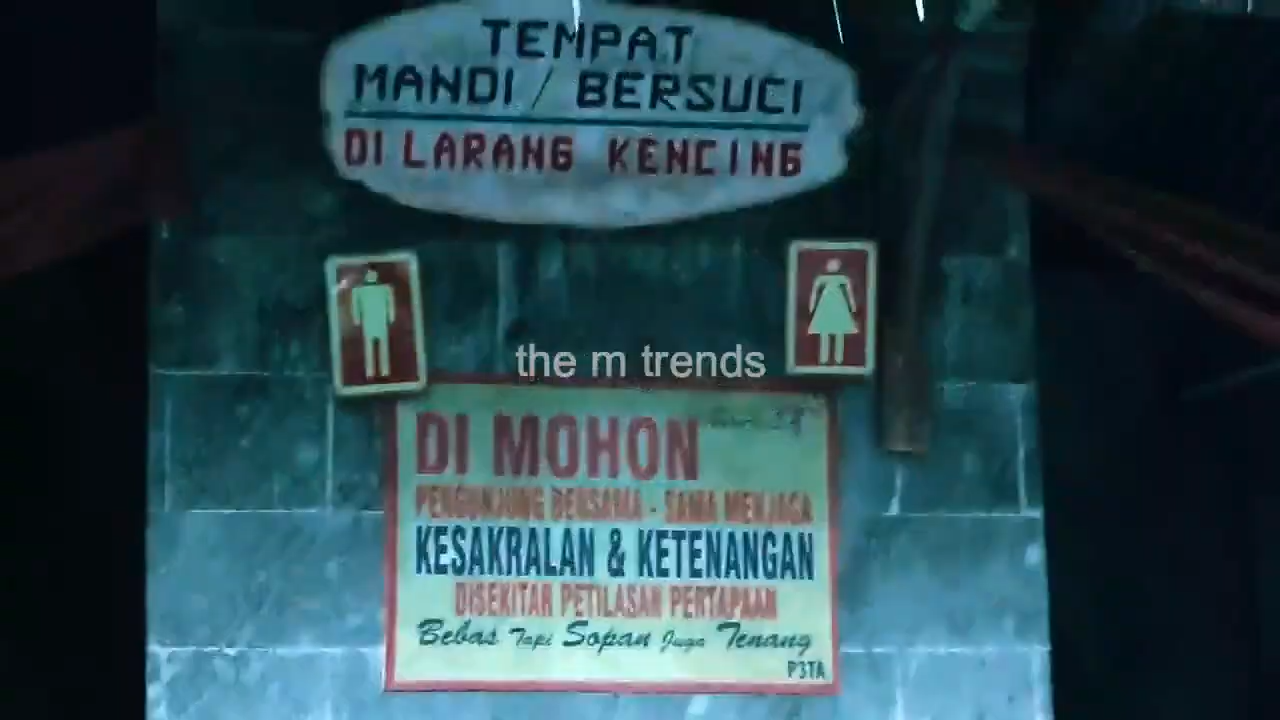 TEMPAT
MANDI / BERSUCI
DI LARANG KENCING
the m trends
DI MOHON
PENGUNJUNG BERSAMA - SAMA MENJAGA
KESAKRALAN & KETENANGAN
DISEKITAR PETILASAN PERTAPAAN
Bebas Tapi Sopan Juga Tenang
P3TA